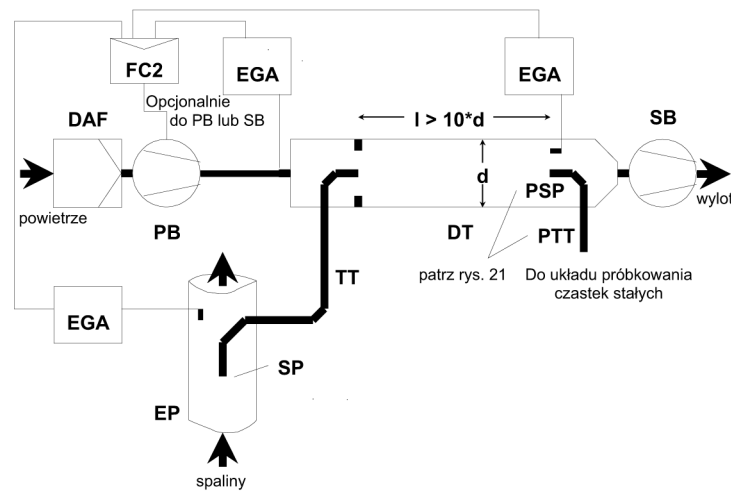 FC2
EGA
EGA
Opcjonalnie
do PB lub SB
DAF
l > 10*d
SB
d
powietrze
PB
PSP
wylot
DT
PTT
TT
patrz rys. 21
Do układu próbkowania
czastek stałych
EGA
SP
EP
spaliny